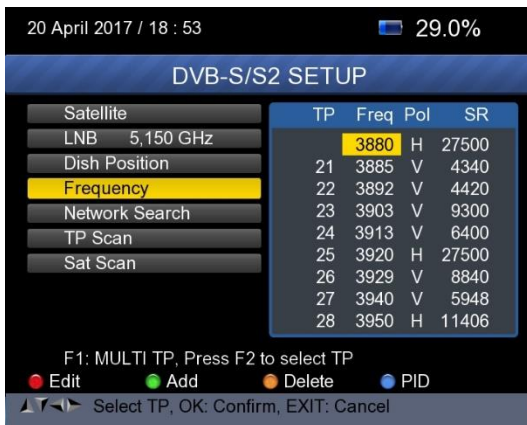 20 April 2017 / 18 : 53 29.0%
DVB-S/S2 SETUP
Satellite
LNB 5,150 GHz
Dish Position
Frequency
Network Search
TP Scan
Sat Scan
TP Freq Pol SR
3880 H 27500
21 3885 V 4340
22 3892 V 4420
23 3903 V 9300
24 3913 V 6400
25 3920 H 27500
26 3929 V 8840
27 3940 V 5948
28 3950 H 11406
F1: MULTI TP, Press F2 to select TP
Edit Add Delete PID
Select TP, OK: Confirm, EXIT: Cancel